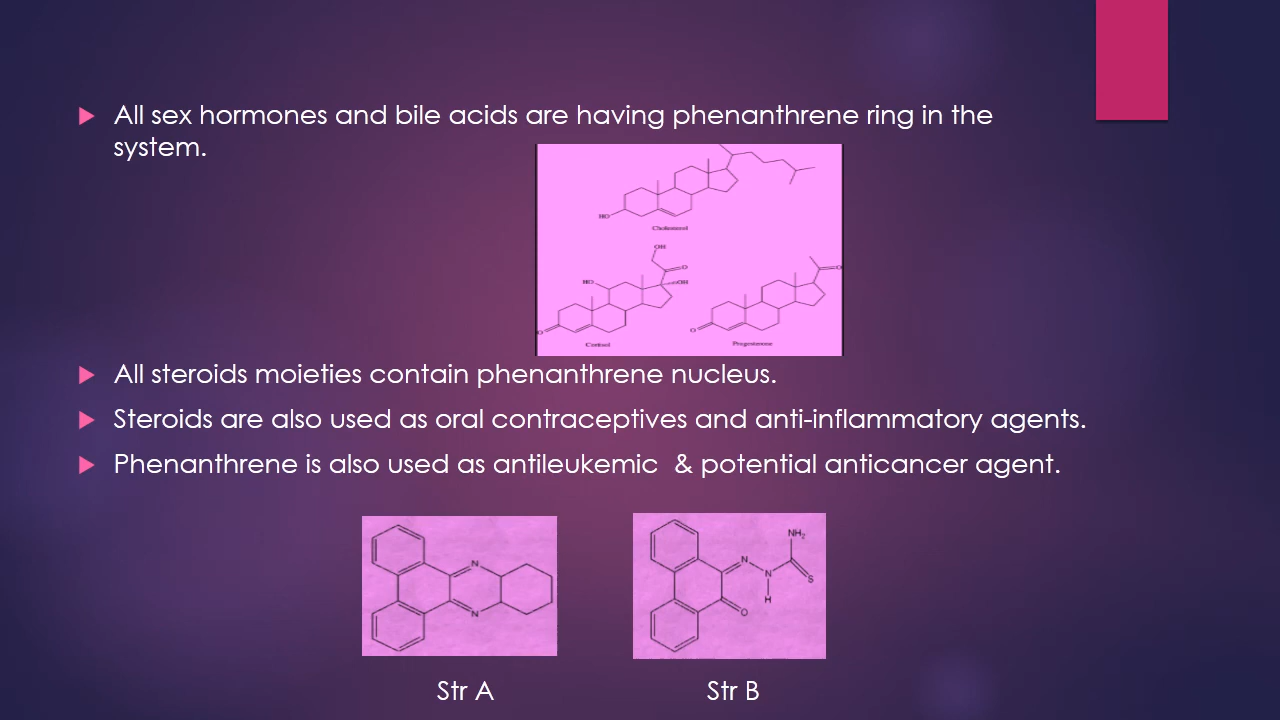 All sex hormones and bile acids are having phenanthrene ring in the
system.
HO
Cholesterol
OH
O
HO
OH
O
Cortisol
O
O
Progesterone
All steroids moieties contain phenanthrene nucleus.
Steroids are also used as oral contraceptives and anti-inflammatory agents.
Phenanthrene is also used as antileukemic & potential anticancer agent.
N
N
NH2
N
N
S
H
O
Str A
Str B